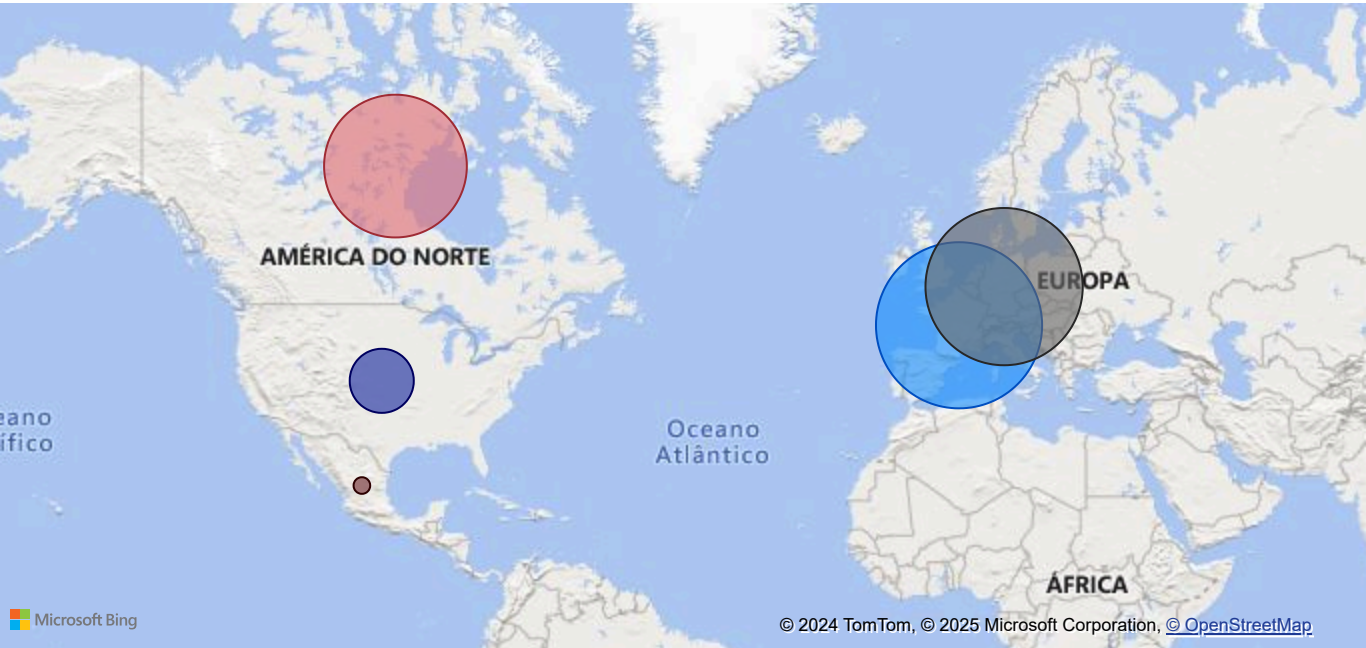 AMÉRICA DO NORTE
EUROPA
eano
ífico
Oceano
Atlântico
ÁFRICA
Microsoft Bing
© 2024 TomTom, © 2025 Microsoft Corporation, © OpenStreetMap